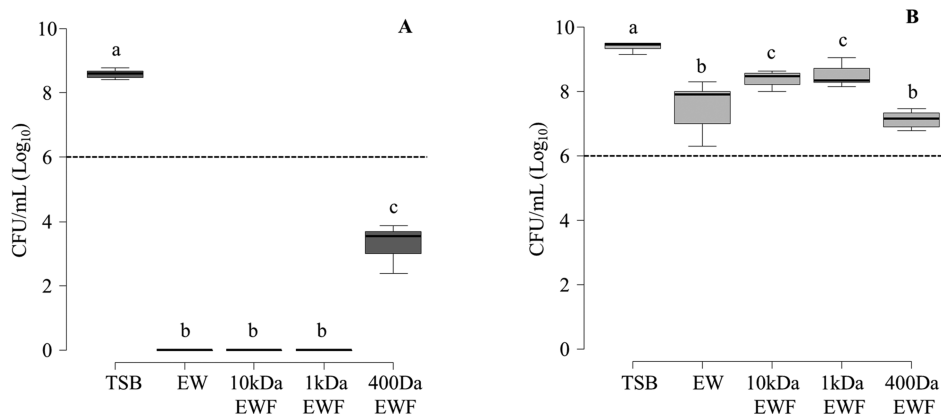 A
10
8
6
4
2
0
CFU/mL (Log10)
a
b
b
b
c
TSB
EW
10kDa
EWF
1kDa
EWF
400Da
EWF
B
10
8
6
4
2
0
CFU/mL (Log10)
a
b
c
c
b
TSB
EW
10kDa
EWF
1kDa
EWF
400Da
EWF